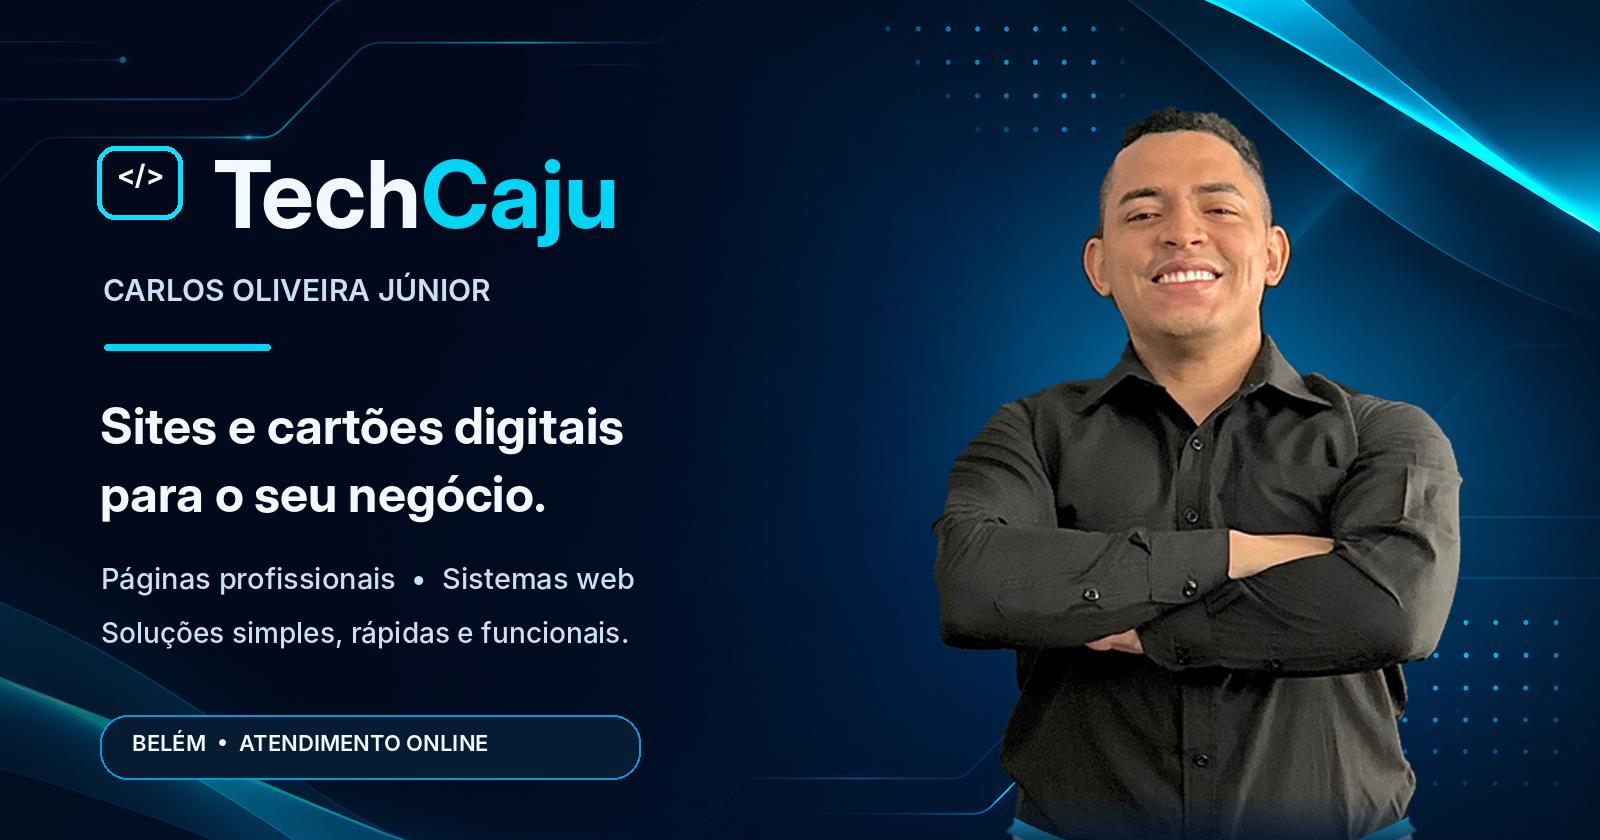 </>
TechCaju
CARLOS OLIVEIRA JÚNIOR
Sites e cartões digitais
para o seu negócio.
Páginas profissionais • Sistemas web
Soluções simples, rápidas e funcionais.
BELÉM • ATENDIMENTO ONLINE